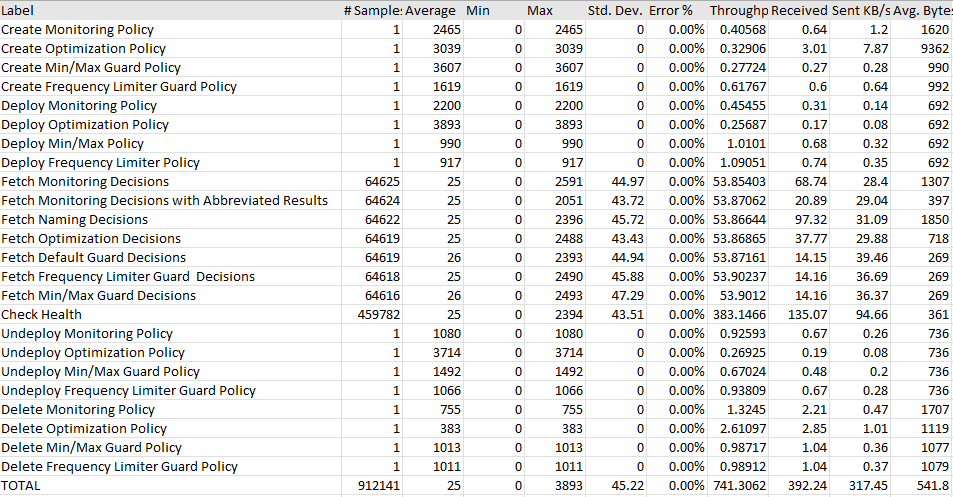 Label # Sample: Average Min Max Std. Dev. Error % Throughp Received Sent KB/s Avg. Byte:
Create Monitoring Policy 1 2465 0 2465 0 0.00% 0.40568 0.64 1.2 1620
Create Optimization Policy 1 3039 0 3039 0 0.00% 0.32906 3.01 7.87 9362
Create Min/Max Guard Policy 1 3607 0 3607 0 0.00% 0.27724 0.27 0.28 990
Create Frequency Limiter Guard Policy 1 1619 0 1619 0 0.00% 0.61767 0.6 0.64 992
Deploy Monitoring Policy 1 2200 0 2200 0 0.00% 0.45455 0.31 0.14 692
Deploy Optimization Policy 1 3893 0 3893 0 0.00% 0.25687 0.17 0.08 692
Deploy Min/Max Policy 1 990 0 990 0 0.00% 1.0101 0.68 0.32 692
Deploy Frequency Limiter Policy 1 917 0 917 0 0.00% 1.09051 0.74 0.35 692
Fetch Monitoring Decisions 64625 25 0 2591 44.97 0.00% 53.85403 68.74 28.4 1307
Fetch Monitoring Decisions with Abbreviated Results 64624 25 0 2051 43.72 0.00% 53.87062 20.89 29.04 397
Fetch Naming Decisions 64622 25 0 2396 45.72 0.00% 53.86644 97.32 31.09 1850
Fetch Optimization Decisions 64619 25 0 2488 43.43 0.00% 53.86865 37.77 29.88 718
Fetch Default Guard Decisions 64619 26 0 2393 44.94 0.00% 53.87161 14.15 39.46 269
Fetch Frequency Limiter Guard  Decisions 64618 25 0 2490 45.88 0.00% 53.90237 14.16 36.69 269
Fetch Min/Max Guard Decisions 64616 26 0 2493 47.29 0.00% 53.9012 14.16 36.37 269
Check Health 459782 25 0 2394 43.51 0.00% 383.1466 135.07 94.66 361
Undeploy Monitoring Policy 1 1080 0 1080 0 0.00% 0.92593 0.67 0.26 736
Undeploy Optimization Policy 1 3714 0 3714 0 0.00% 0.26925 0.19 0.08 736
Undeploy Min/Max Guard Policy 1 1492 0 1492 0 0.00% 0.67024 0.48 0.2 736
Undeploy Frequency Limiter Guard Policy 1 1066 0 1066 0 0.00% 0.93809 0.67 0.28 736
Delete Monitoring Policy 1 755 0 755 0 0.00% 1.3245 2.21 0.47 1707
Delete Optimization Policy 1 383 0 383 0 0.00% 2.61097 2.85 1.01 1119
Delete Min/Max Guard Policy 1 1013 0 1013 0 0.00% 0.98717 1.04 0.36 1077
Delete Frequency Limiter Guard Policy 1 1011 0 1011 0 0.00% 0.98912 1.04 0.37 1079
TOTAL 912141 25 0 3893 45.22 0.00% 741.3062 392.24 317.45 541.8